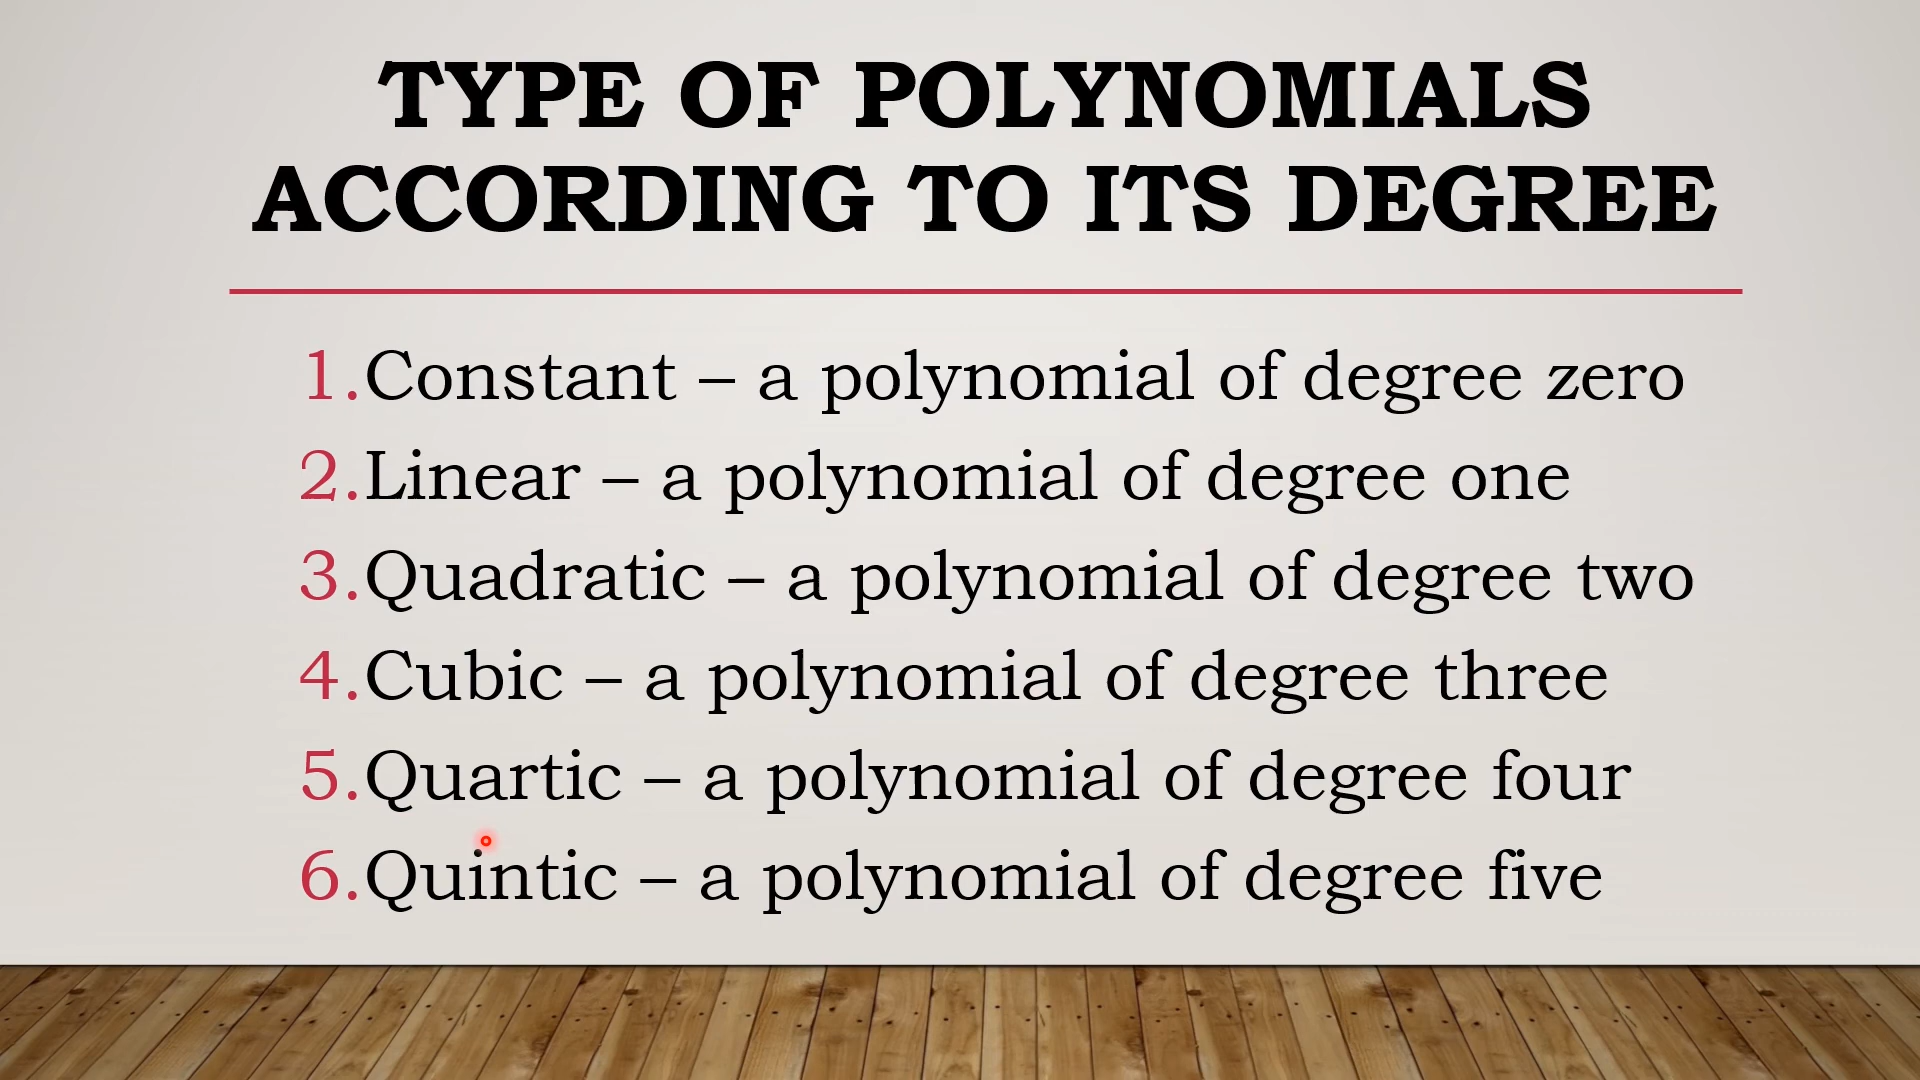 TYPE OF POLYNOMIALS
ACCORDING TO ITS DEGREE
1. Constant – a polynomial of degree zero
2. Linear – a polynomial of degree one
3. Quadratic – a polynomial of degree two
4. Cubic – a polynomial of degree three
5. Quartic – a polynomial of degree four
6. Quintic – a polynomial of degree five